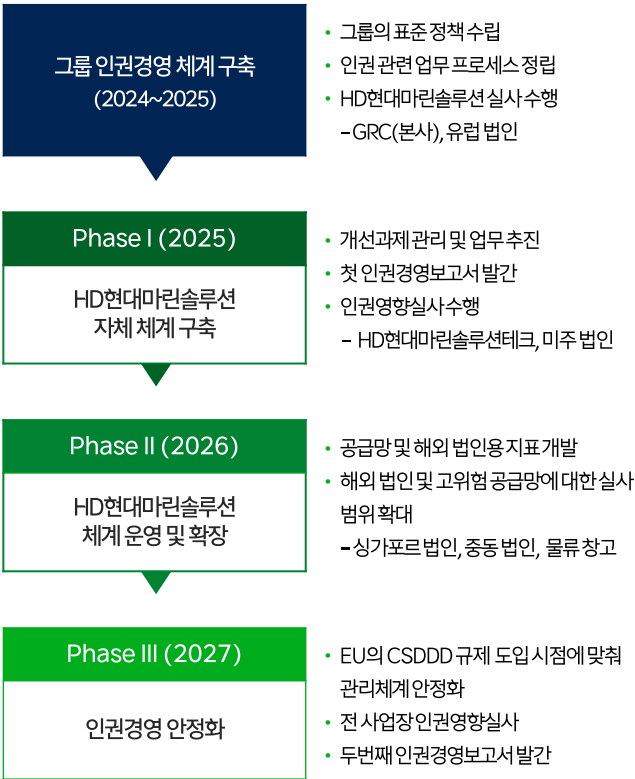 그룹 인권경영 체계 구축
(2024~2025)
• 그룹의 표준 정책 수립
• 인권 관련 업무 프로세스 정립
• HD현대마린솔루션 실사 수행
– GRC(본사), 유럽 법인
Phase I (2025)
HD현대마린솔루션
자체 체계 구축
• 개선과제 관리 및 업무 추진
• 첫 인권경영보고서 발간
• 인권영향실사 수행
– HD현대마린솔루션테크, 미주 법인
Phase II (2026)
HD현대마린솔루션
체계 운영 및 확장
• 공급망 및 해외 법인용 지표 개발
• 해외 법인 및 고위험 공급망에 대한 실사
범위 확대
– 싱가포르 법인, 중동 법인, 물류 창고
Phase III (2027)
인권경영 안정화
• EU의 CSDDD 규제 도입 시점에 맞춰
관리체계 안정화
• 전 사업장 인권영향실사
• 두번째 인권경영보고서 발간